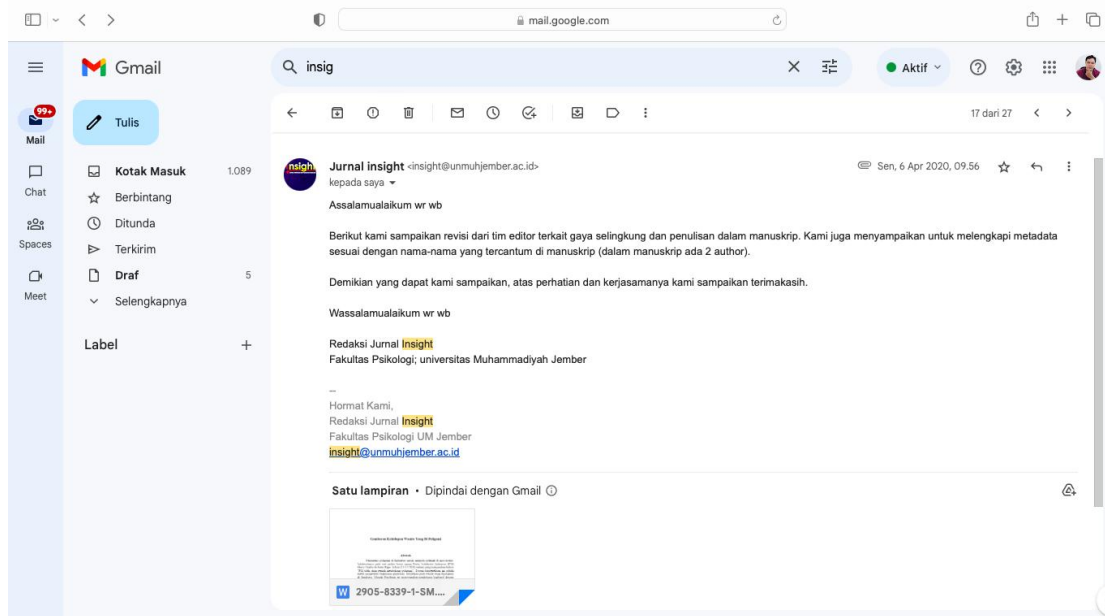 mail.google.com
Gmail
insig
Aktif
99+
Mail
Tulis
17 dari 27
Chat
Spaces
Meet
Kotak Masuk 1.089
Berbintang
Ditunda
Terkirim
Draf 5
Selengkapnya
Label
nsigh
Jurnal insight <insight@unmuhjember.ac.id>
Sen, 6 Apr 2020, 09.56
kepada saya
Assalamualaikum wr wb
Berikut kami sampaikan revisi dari tim editor terkait gaya selingkung dan penulisan dalam manuskrip. Kami juga menyampaikan untuk melengkapi metadata
sesuai dengan nama-nama yang tercantum di manuskrip (dalam manuskrip ada 2 author).
Demikian yang dapat kami sampaikan, atas perhatian dan kerjasamanya kami sampaikan terimakasih.
Wassalamualaikum wr wb
Redaksi Jurnal Insight
Fakultas Psikologi; universitas Muhammadiyah Jember
--
Hormat Kami,
Redaksi Jurnal Insight
Fakultas Psikologi UM Jember
insight@unmuhjember.ac.id
Satu lampiran • Dipindai dengan Gmail
W 2905-8339-1-SM....